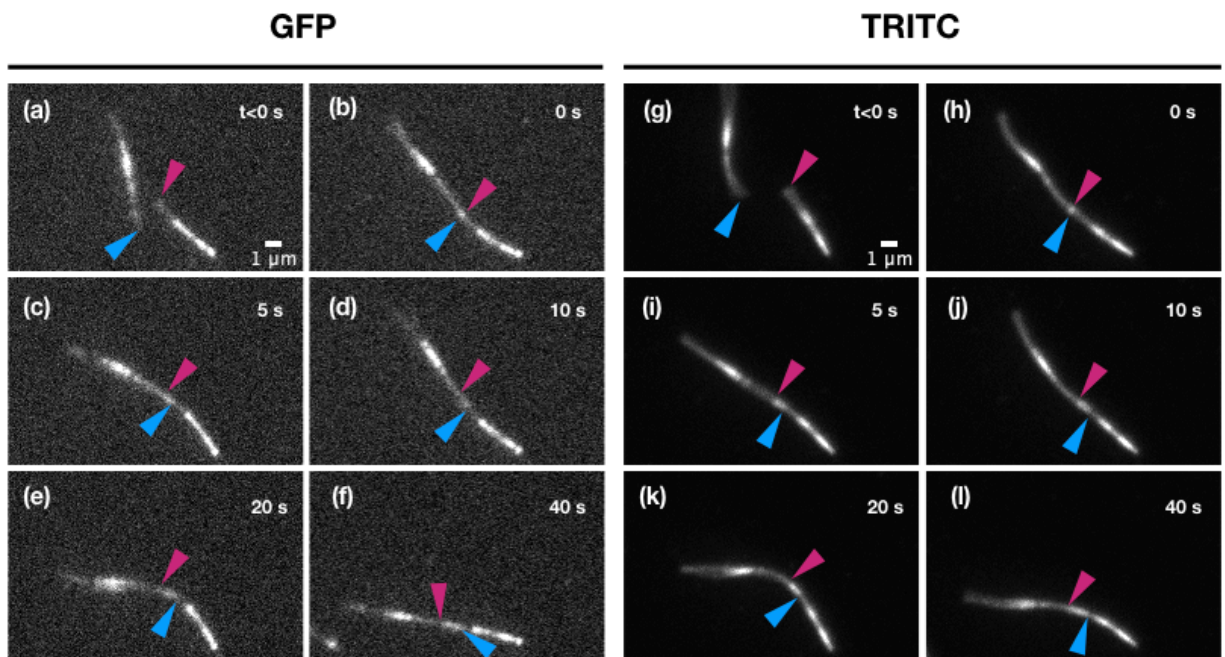 GFP TRITC
(a) t<0 s (b) 0 s (g) t<0 s (h) 0 s
1 µm 1 µm
(c) 5 s (d) 10 s (i) 5 s (j) 10 s
(e) 20 s (f) 40 s (k) 20 s (l) 40 s